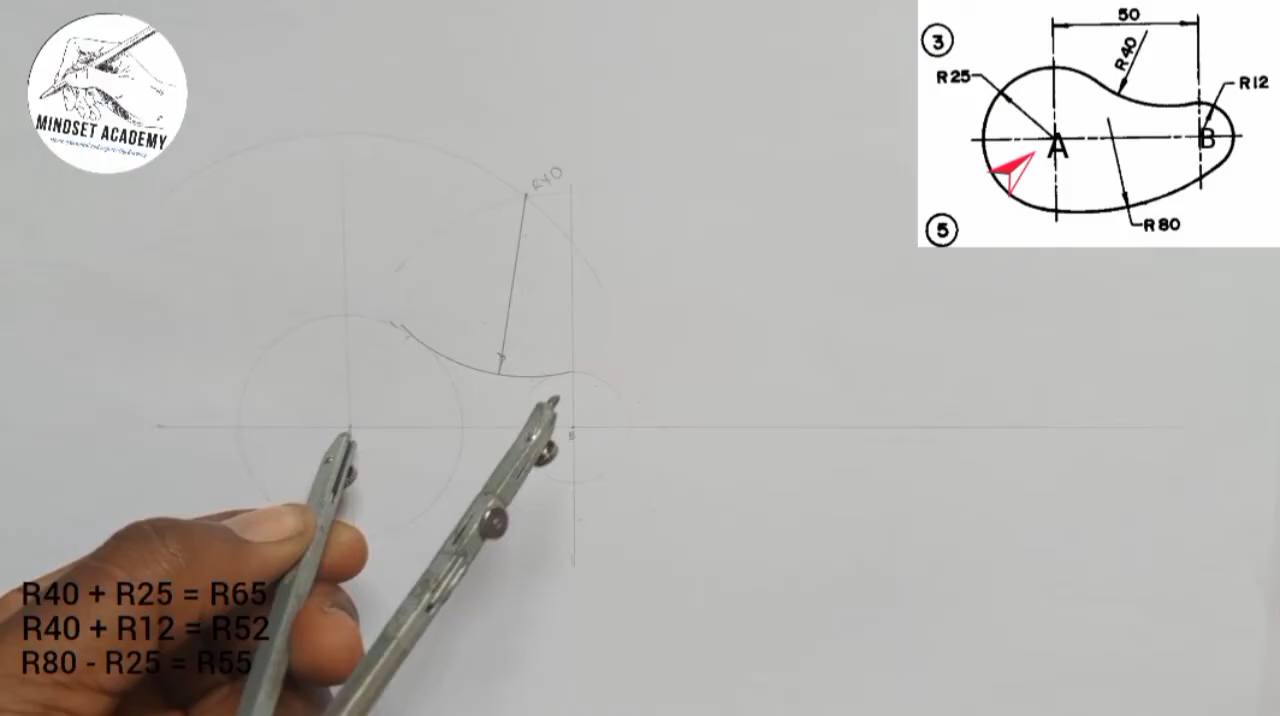 MINDSET ACADEMY
3
50
R25
R40
R12
A
B
R80
5
R40
B
R40 + R25 = R65
R40 + R12 = R52
R80 - R25 = R55